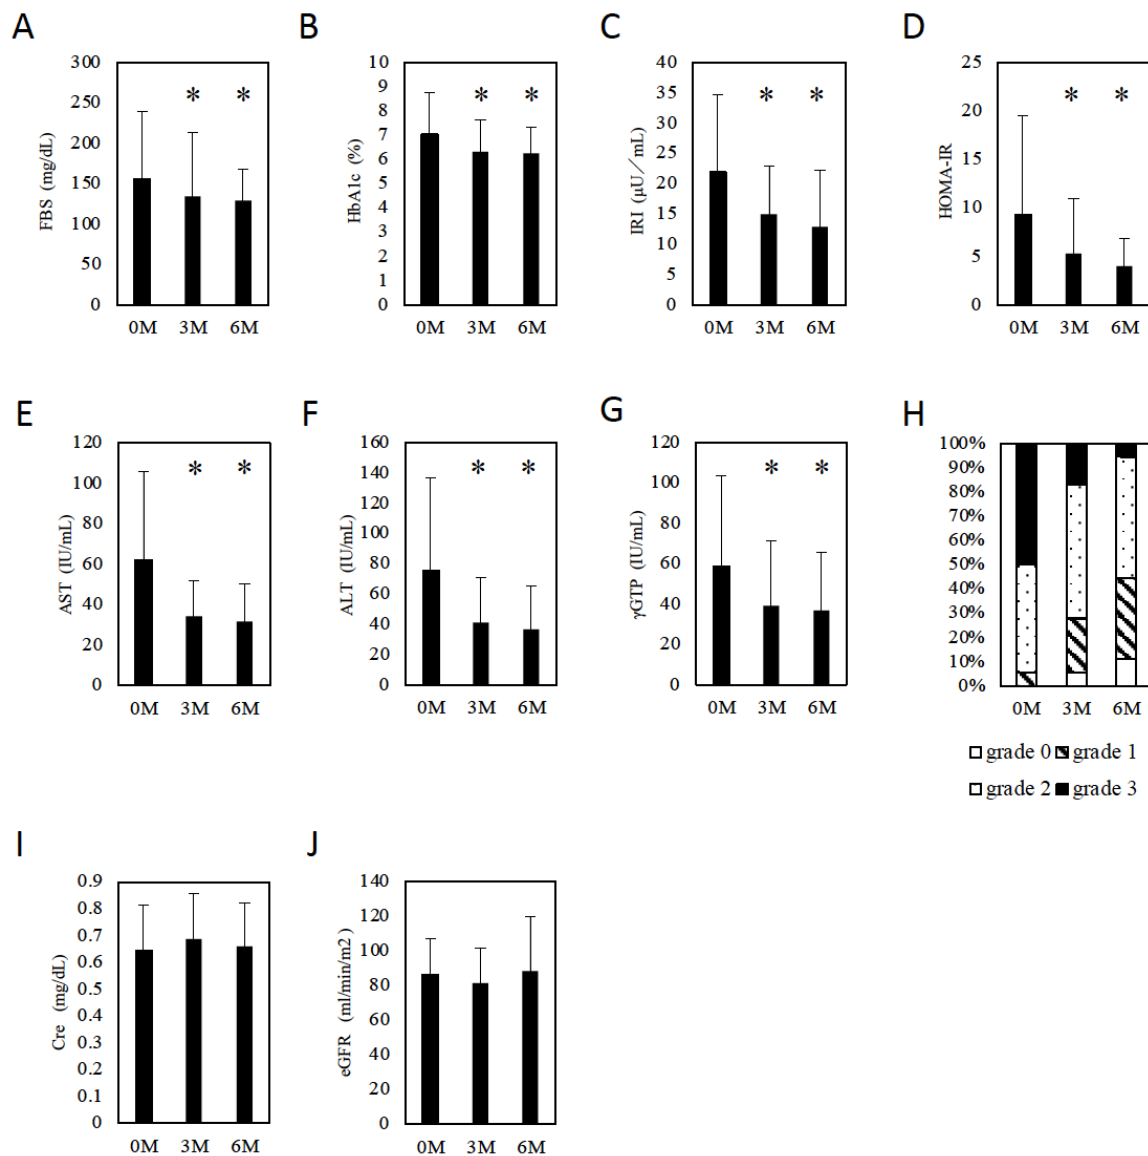 A
B
C
D
300
250
200
150
100
50
0
FBS (mg/dL)
* *
0M 3M 6M
10
9
8
7
6
5
4
3
2
1
0
HbA1c (%)
* *
0M 3M 6M
40
35
30
25
20
15
10
5
0
IRI (μU/mL)
* *
0M 3M 6M
25
20
15
10
5
0
HOMA-IR
* *
0M 3M 6M
E
F
G
H
120
100
80
60
40
20
0
AST (IU/mL)
* *
0M 3M 6M
160
140
120
100
80
60
40
20
0
ALT (IU/mL)
* *
0M 3M 6M
120
100
80
60
40
20
0
γGTP (IU/mL)
* *
0M 3M 6M
100%
90%
80%
70%
60%
50%
40%
30%
20%
10%
0%
0M 3M 6M
grade 0 grade 1
grade 2 grade 3
I
J
0.9
0.8
0.7
0.6
0.5
0.4
0.3
0.2
0.1
0
Cre (mg/dL)
0M 3M 6M
140
120
100
80
60
40
20
0
eGFR (ml/min/m2)
0M 3M 6M